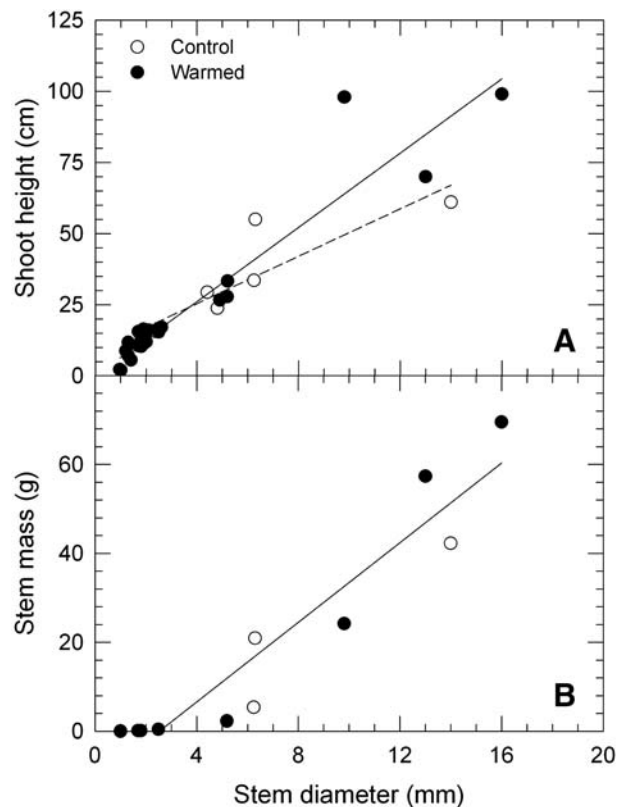 125
100
75
50
25
0
Shoot height (cm)
Control
Warmed
A
60
40
20
0
Stem mass (g)
B
0 4 8 12 16 20
Stem diameter (mm)